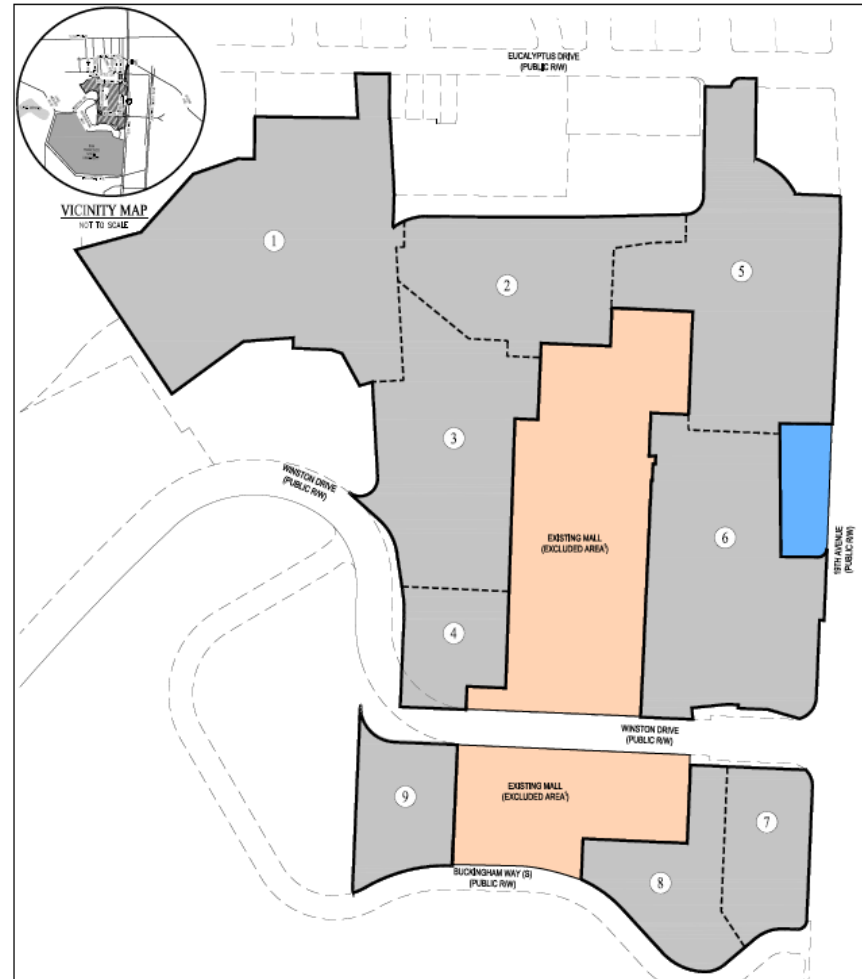 EUCALYPTUS DRIVE
(PUBLIC R/W)
VICINITY MAP
NOT TO SCALE
1
2
5
3
WINSTON DRIVE
(PUBLIC R/W)
EXISTING MALL
(EXCLUDED AREA¹)
6
19TH AVENUE
(PUBLIC R/W)
4
WINSTON DRIVE
(PUBLIC R/W)
EXISTING MALL
(EXCLUDED AREA¹)
9
7
BUCKINGHAM WAY (S)
(PUBLIC R/W)
8